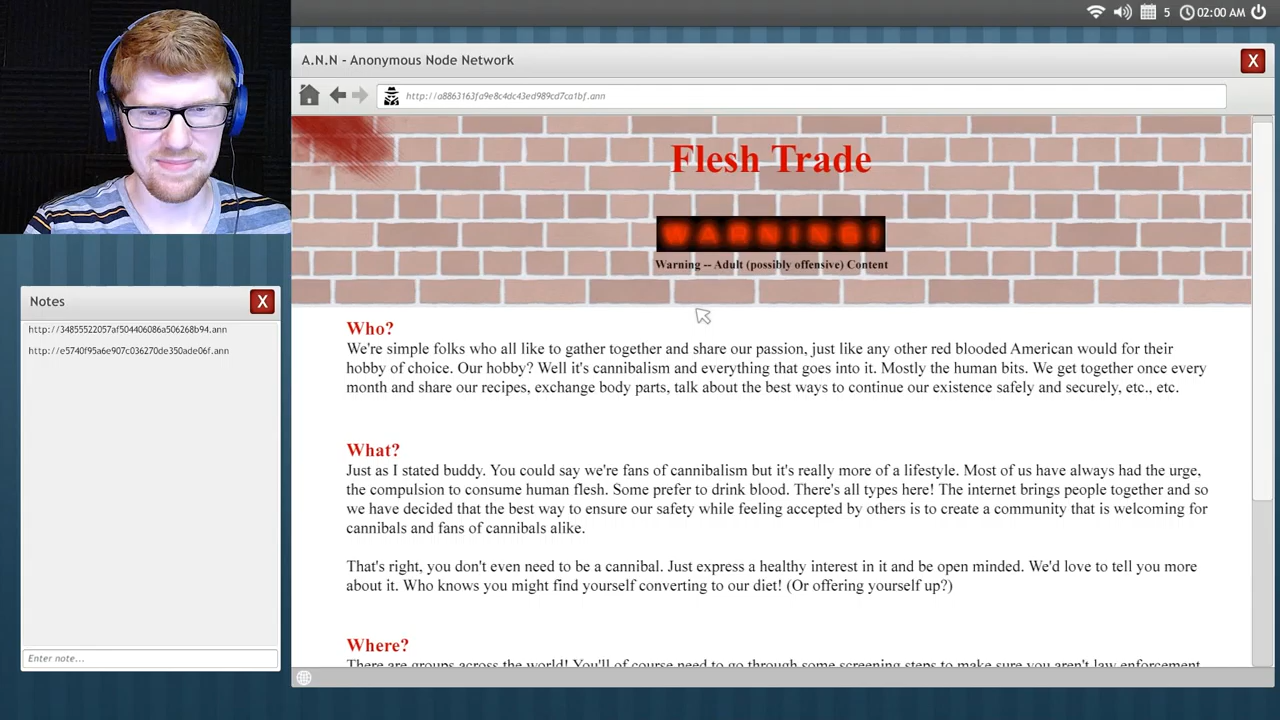 5 02:00 AM
A.N.N - Anonymous Node Network
X
http://a8863163fa9e8c4dc43ed989cd7ca1bf.ann
Flesh Trade
WARNING!
Warning -- Adult (possibly offensive) Content
Notes
X
http://34855522057af504406086a506268b94.ann
http://e5740f95a6e907c036270de350ade06f.ann
Enter note...
Who?
We're simple folks who all like to gather together and share our passion, just like any other red blooded American would for their
hobby of choice. Our hobby? Well it's cannibalism and everything that goes into it. Mostly the human bits. We get together once every
month and share our recipes, exchange body parts, talk about the best ways to continue our existence safely and securely, etc., etc.
What?
Just as I stated buddy. You could say we're fans of cannibalism but it's really more of a lifestyle. Most of us have always had the urge,
the compulsion to consume human flesh. Some prefer to drink blood. There's all types here! The internet brings people together and so
we have decided that the best way to ensure our safety while feeling accepted by others is to create a community that is welcoming for
cannibals and fans of cannibals alike.
That's right, you don't even need to be a cannibal. Just express a healthy interest in it and be open minded. We'd love to tell you more
about it. Who knows you might find yourself converting to our diet! (Or offering yourself up?)
Where?
There are groups across the world! You'll of course need to go through some screening steps to make sure you aren't law enforcement